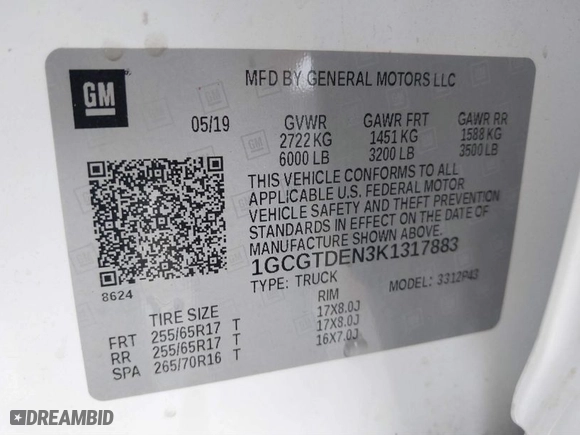 GM
MFD BY GENERAL MOTORS LLC
05/19 GVWR GAWR FRT GAWR RR
2722 KG 1451 KG 1588 KG
6000 LB 3200 LB 3500 LB
THIS VEHICLE CONFORMS TO ALL
APPLICABLE U.S. FEDERAL MOTOR
VEHICLE SAFETY AND THEFT PREVENTION
STANDARDS IN EFFECT ON THE DATE OF
MANUFACTURE SHOWN ABOVE.
1GCGTDEN3K1317883
8624
TYPE: TRUCK MODEL: 3312P43
TIRE SIZE RIM
FRT 255/65R17 T 17X8.0J
RR 255/65R17 T 17X8.0J
SPA 265/70R16 T 16X7.0J
DREAMBID